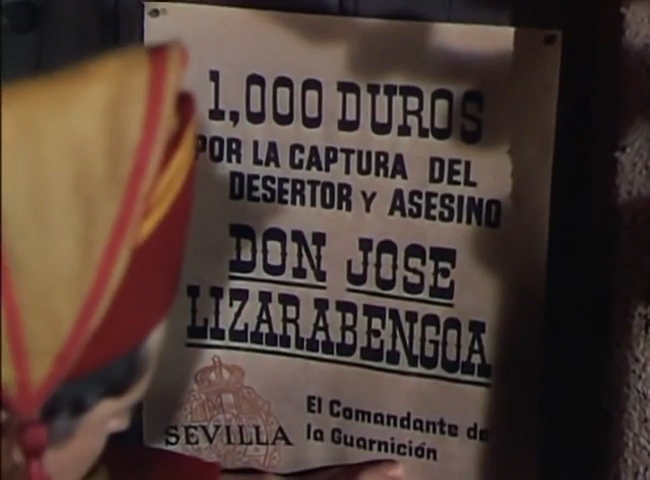 1,000 DUROS
POR LA CAPTURA DEL
DESERTOR Y ASESINO
DON JOSE
LIZARABENGOA
SEVILLA
El Comandante de
la Guarnición